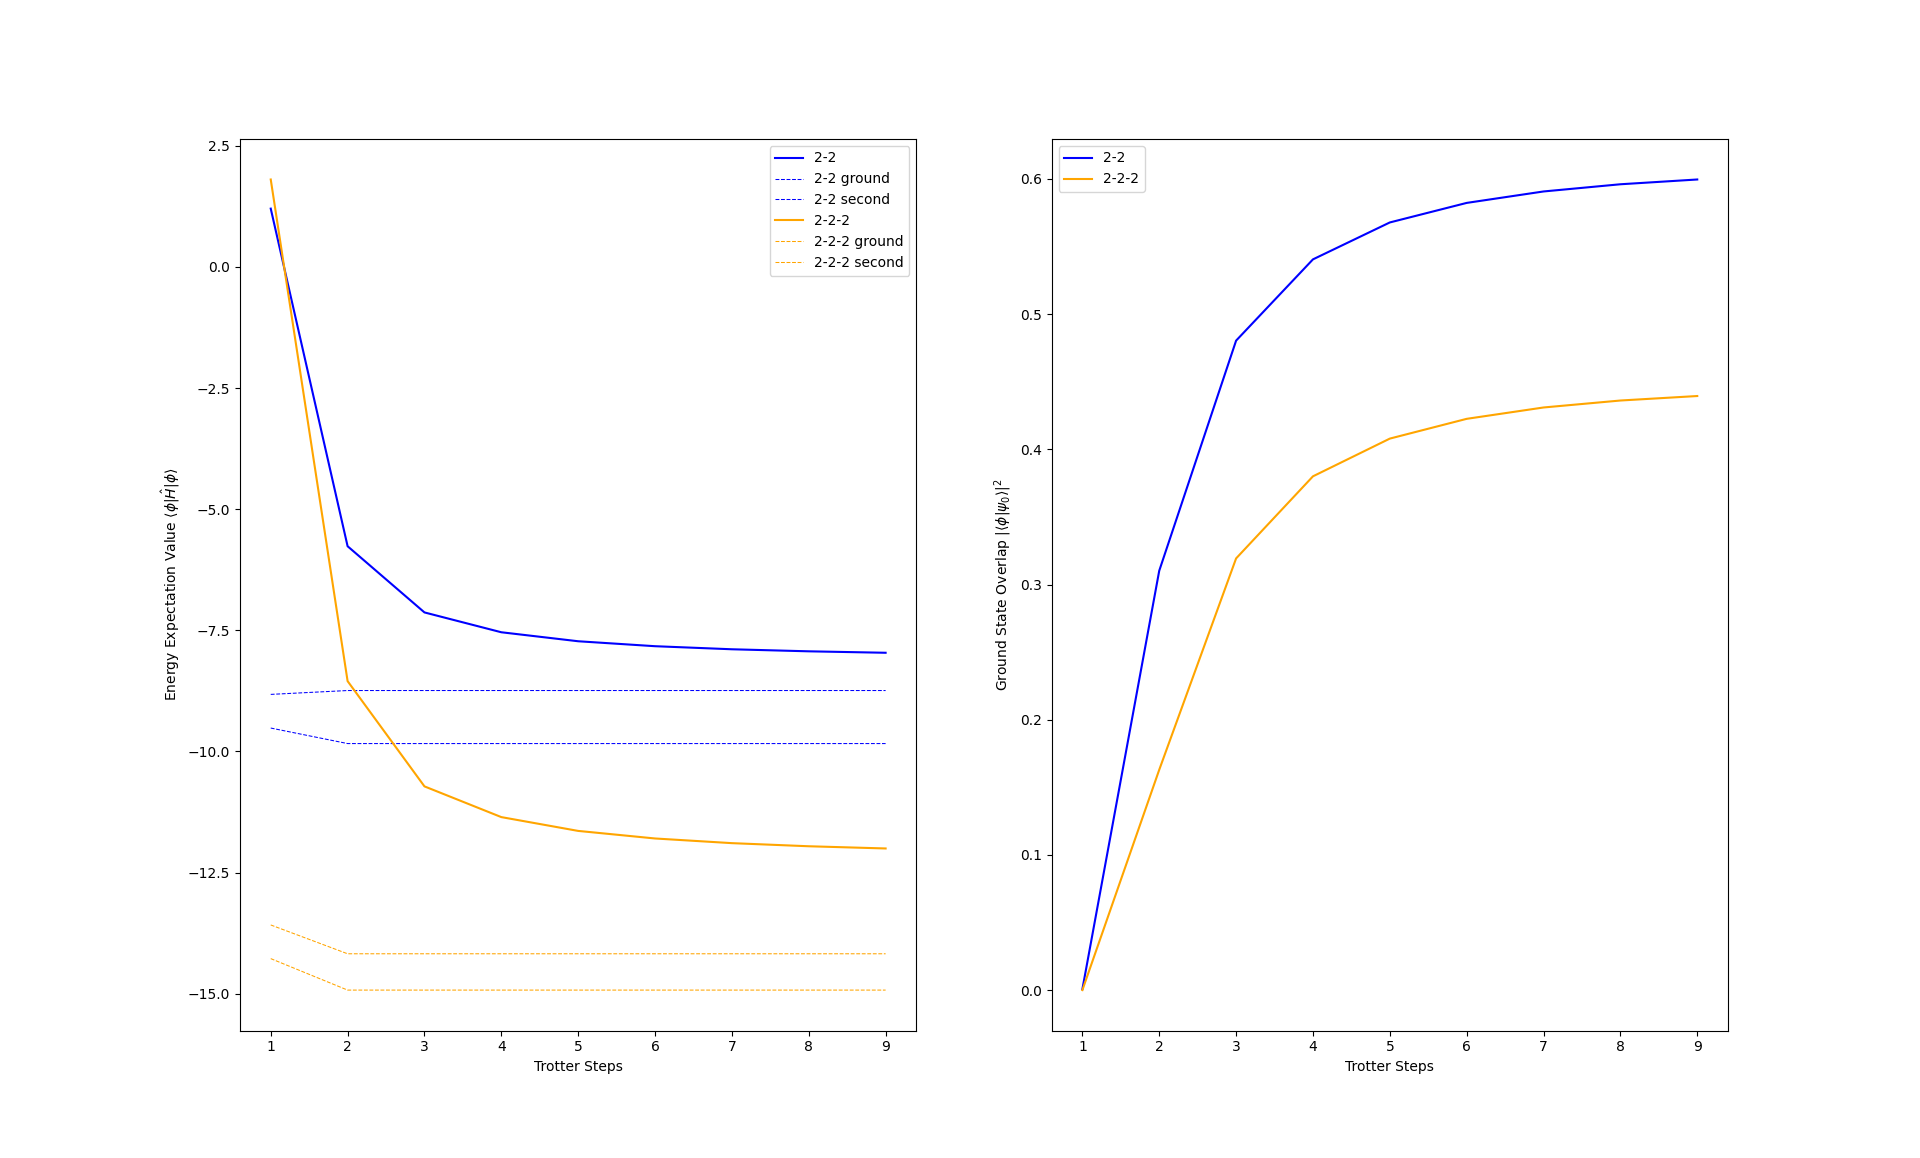 2.5
0.0
−2.5
−5.0
−7.5
−10.0
−12.5
−15.0
Energy Expectation Value ⟨ϕ|Ĥ|ϕ⟩
2-2
2-2 ground
2-2 second
2-2-2
2-2-2 ground
2-2-2 second
1 2 3 4 5 6 7 8 9
Trotter Steps
0.6
0.5
0.4
0.3
0.2
0.1
0.0
Ground State Overlap |⟨ϕ|ψ₀⟩|²
2-2
2-2-2
1 2 3 4 5 6 7 8 9
Trotter Steps